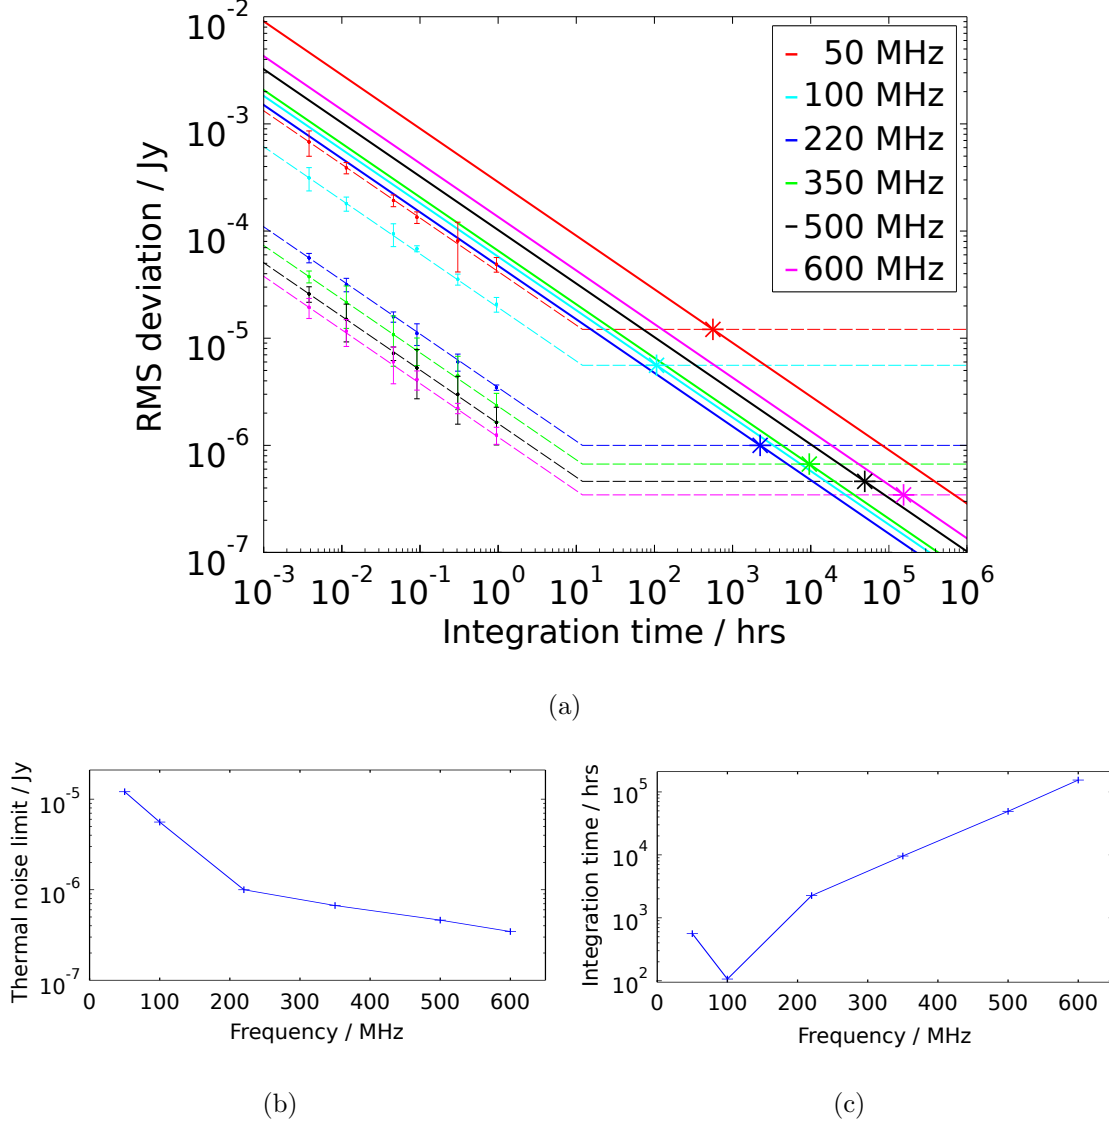 10^-2
10^-3
10^-4
10^-5
10^-6
10^-7
RMS deviation / Jy
50 MHz
100 MHz
220 MHz
350 MHz
500 MHz
600 MHz
10^-3 10^-2 10^-1 10^0 10^1 10^2 10^3 10^4 10^5 10^6
Integration time / hrs
(a)
Thermal noise limit / Jy
10^-5
10^-6
10^-7
0 100 200 300 400 500 600
Frequency / MHz
(b)
Integration time / hrs
10^5
10^4
10^3
10^2
0 100 200 300 400 500 600
Frequency / MHz
(c)